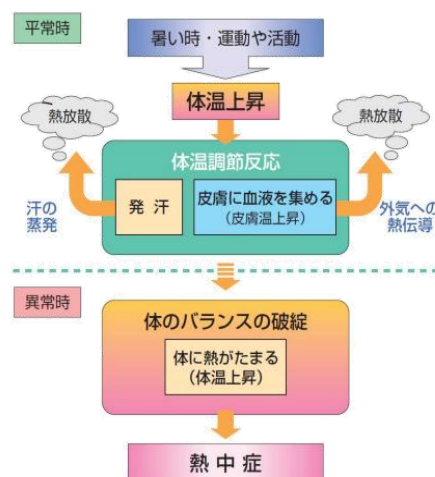 平常時
暑い時・運動や活動
体温上昇
熱放散
熱放散
体温調節反応
汗の
蒸発
発 汗
皮膚に血液を集める
(皮膚温上昇)
外気への
熱伝導
異常時
体のバランスの破綻
体に熱がたまる
(体温上昇)
熱 中 症